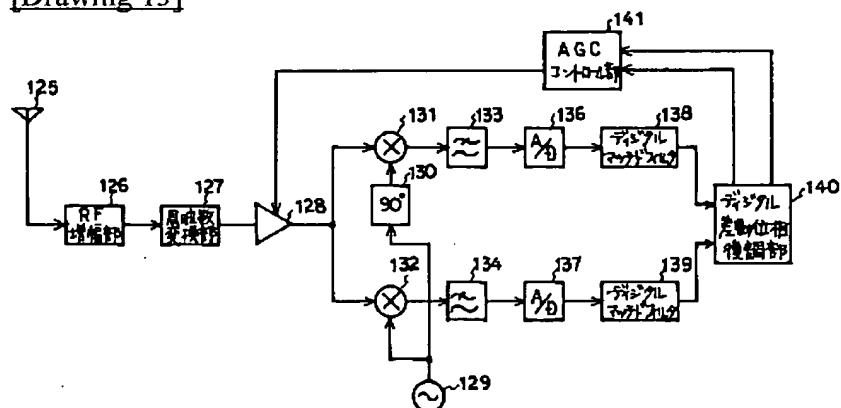 [Drawing
141
AGC
コントロール部
125
131
133
136
138
A/D
ディジタル
マッチドフィルタ
126
127
130
RF
増幅部
周波数
変換部
128
90°
140
ディジタル
差動位相
復調部
132
134
137
139
A/D
ディジタル
マッチドフィルタ
129